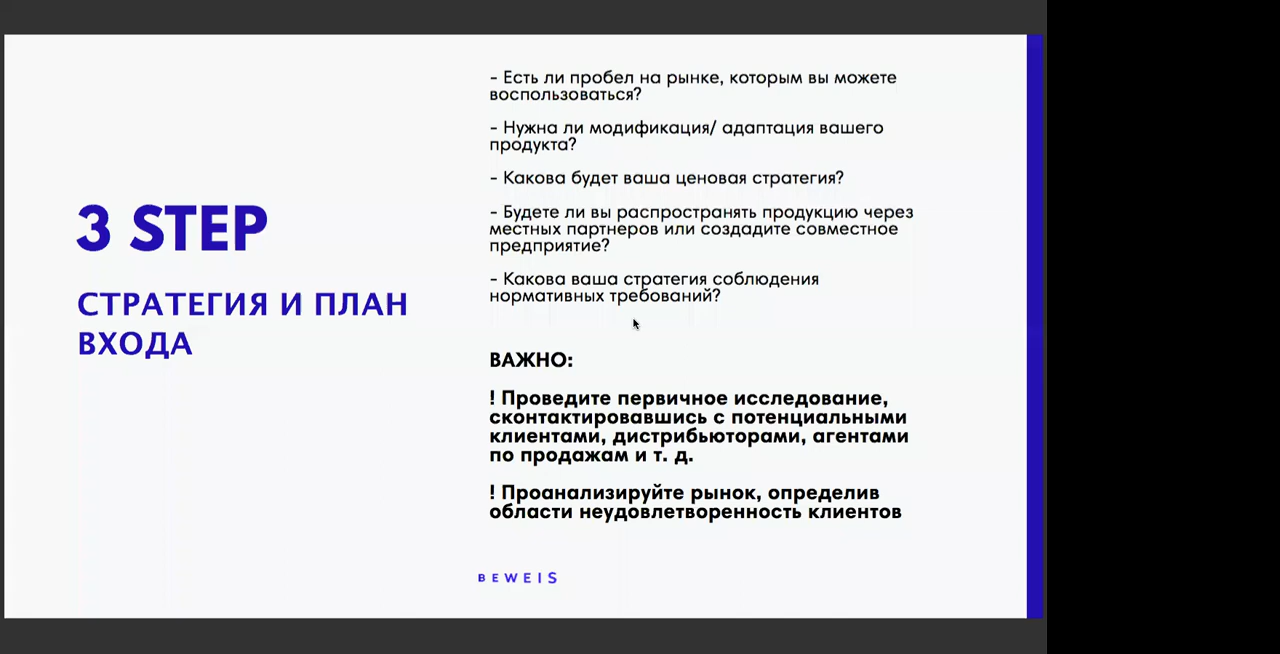 3 STEP
СТРАТЕГИЯ И ПЛАН
ВХОДА
- Есть ли пробел на рынке, которым вы можете
воспользоваться?
- Нужна ли модификация/ адаптация вашего
продукта?
- Какова будет ваша ценовая стратегия?
- Будете ли вы распространять продукцию через
местных партнеров или создадите совместное
предприятие?
- Какова ваша стратегия соблюдения
нормативных требований?
ВАЖНО:
! Проведите первичное исследование,
сконтактировавшись с потенциальными
клиентами, дистрибьюторами, агентами
по продажам и т. д.
! Проанализируйте рынок, определив
области неудовлетворенность клиентов
BEWEIS